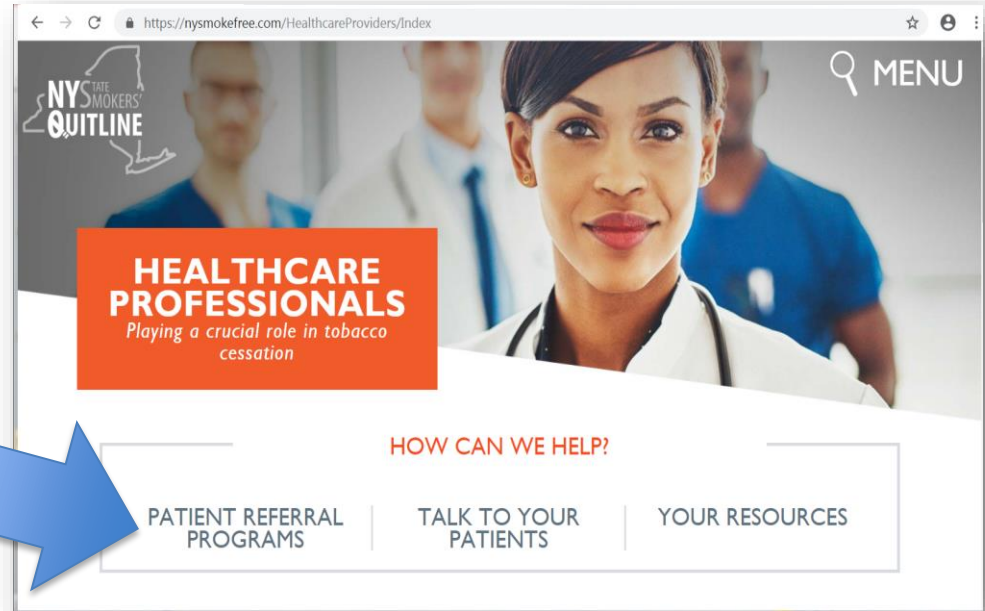 https://nysmokefree.com/HealthcareProviders/Index
NYSTATE
SMOKERS'
QUITLINE
MENU
HEALTHCARE
PROFESSIONALS
Playing a crucial role in tobacco
cessation
HOW CAN WE HELP?
PATIENT REFERRAL
PROGRAMS
TALK TO YOUR
PATIENTS
YOUR RESOURCES